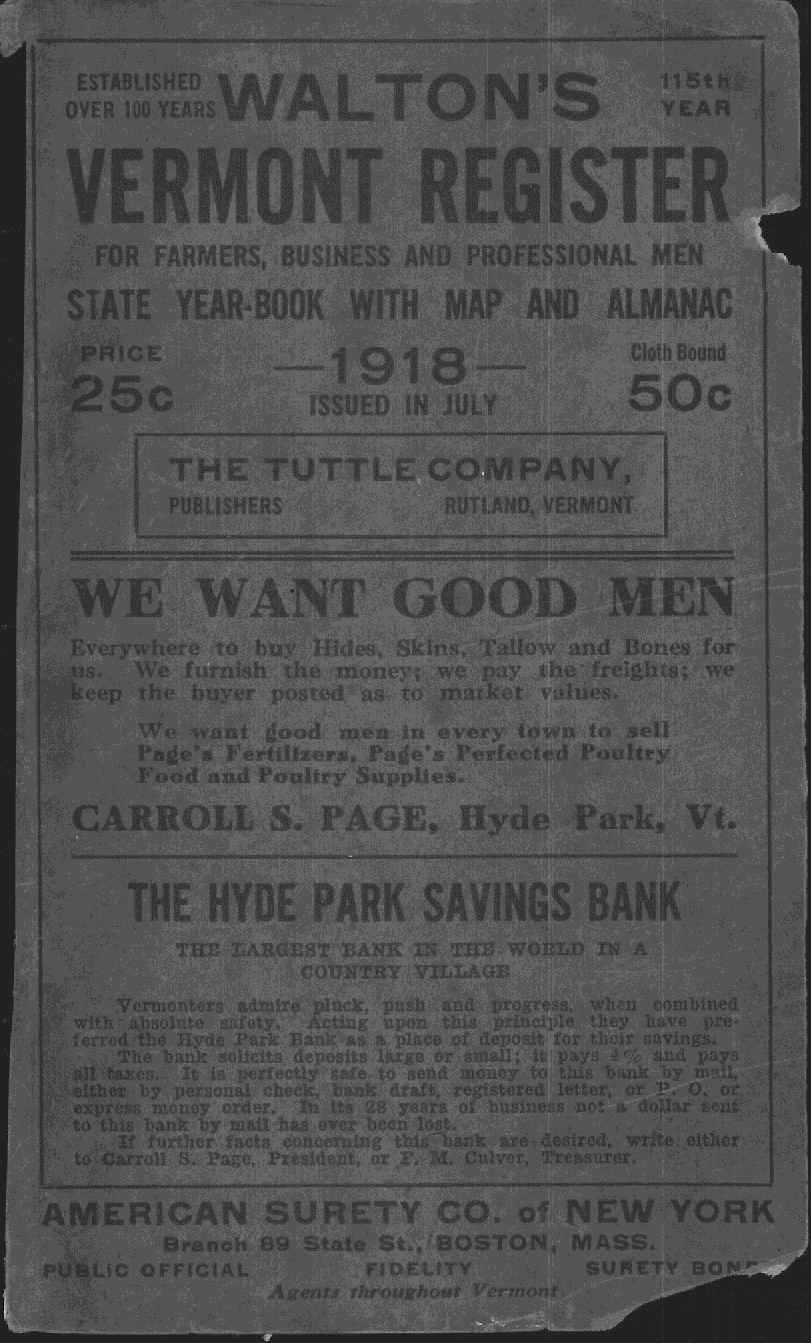 ESTABLISHED
OVER 100 YEARS
WALTON'S
115th
YEAR
VERMONT REGISTER
FOR FARMERS, BUSINESS AND PROFESSIONAL MEN
STATE YEAR-BOOK WITH MAP AND ALMANAC
PRICE
25c
—1918—
ISSUED IN JULY
Cloth Bound
50c
THE TUTTLE COMPANY,
PUBLISHERS RUTLAND, VERMONT
WE WANT GOOD MEN
Everywhere to buy Hides, Skins, Tallow and Bones for
us. We furnish the money; we pay the freights; we
keep the buyer posted as to market values.
We want good men in every town to sell
Page's Fertilizers, Page's Perfected Poultry
Food and Poultry Supplies.
CARROLL S. PAGE, Hyde Park, Vt.
THE HYDE PARK SAVINGS BANK
THE LARGEST BANK IN THE WORLD IN A
COUNTRY VILLAGE
Vermonters admire pluck, push and progress, when combined
with absolute safety. Acting upon this principle they have pre-
ferred the Hyde Park Bank as a place of deposit for their savings.
The bank solicits deposits large or small; it pays 4% and pays
all taxes. It is perfectly safe to send money to this bank by mail,
either by personal check, bank draft, registered letter, or P. O. or
express money order. In its 28 years of business not a dollar sent
to this bank by mail has ever been lost.
If further facts concerning this bank are desired, write either
to Carroll S. Page, President, or F. M. Culver, Treasurer.
AMERICAN SURETY CO. of NEW YORK
Branch 89 State St., BOSTON, MASS.
PUBLIC OFFICIAL FIDELITY SURETY
Agents throughout Vermont